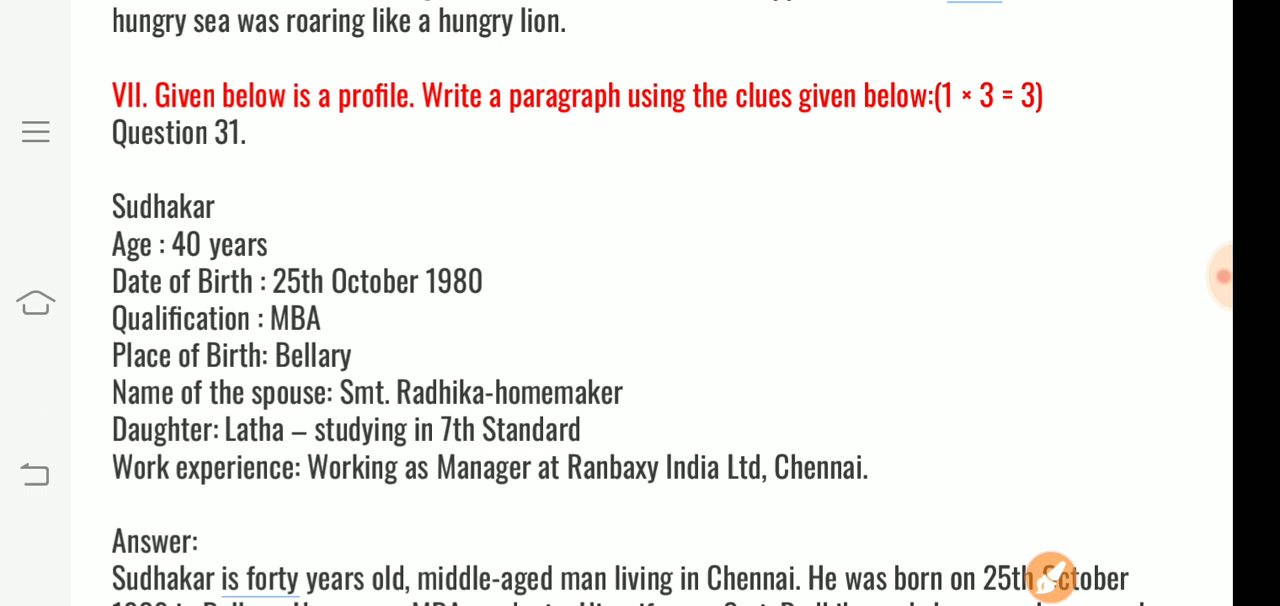 hungry sea was roaring like a hungry lion.
VII. Given below is a profile. Write a paragraph using the clues given below:(1 × 3 = 3)
Question 31.
Sudhakar
Age : 40 years
Date of Birth : 25th October 1980
Qualification : MBA
Place of Birth: Bellary
Name of the spouse: Smt. Radhika-homemaker
Daughter: Latha – studying in 7th Standard
Work experience: Working as Manager at Ranbaxy India Ltd, Chennai.
Answer:
Sudhakar is forty years old, middle-aged man living in Chennai. He was born on 25th October